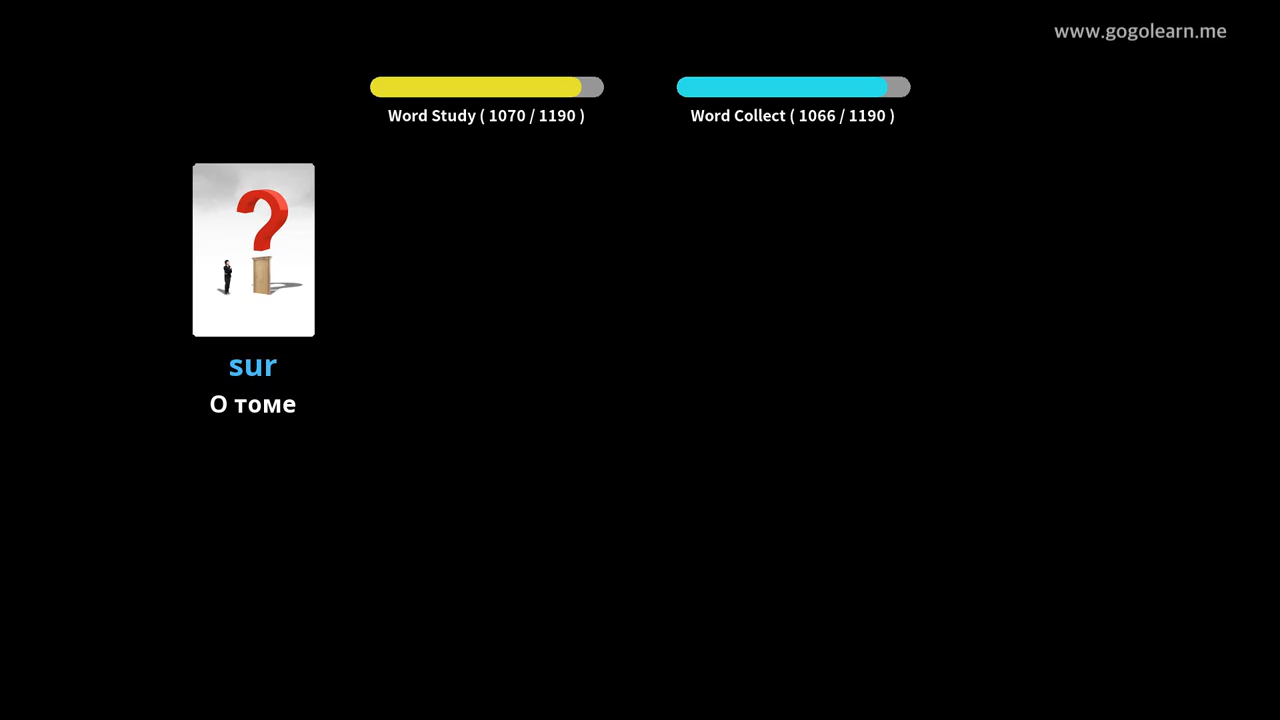 www.gogolearn.me
Word Study ( 1070 / 1190 )
Word Collect ( 1066 / 1190 )
sur
О томе